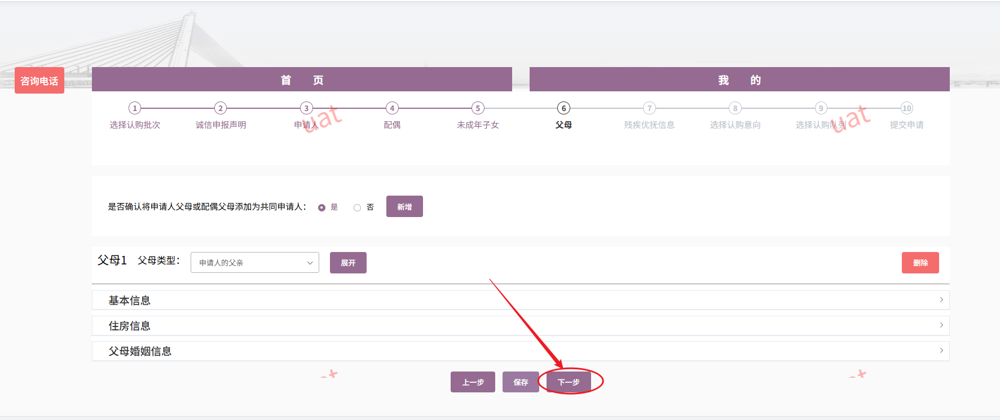 咨询电话
首 页
我 的
1 2 3 4 5 6 7 8 9 10
选择认购批次 诚信申报声明 申请人 配偶 未成年子女 父母 残疾优抚信息 选择认购意向 选择认购队列 提交申请
uat uat
是否确认将申请人父母或配偶父母添加为共同申请人： 是 否 新增
父母1 父母类型： 申请人的父亲 展开 删除
基本信息
住房信息
父母婚姻信息
上一步 保存 下一步